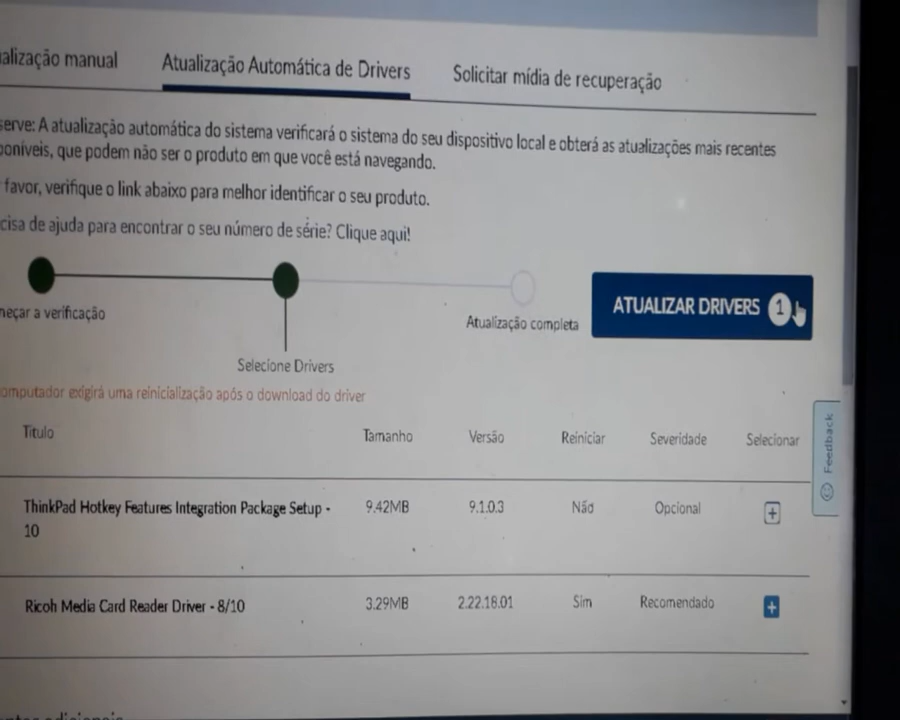 alização manual Atualização Automática de Drivers Solicitar mídia de recuperação
serve: A atualização automática do sistema verificará o sistema do seu dispositivo local e obterá as atualizações mais recentes
poníveis, que podem não ser o produto em que você está navegando.
favor, verifique o link abaixo para melhor identificar o seu produto.
cisa de ajuda para encontrar o seu número de série? Clique aqui!
ATUALIZAR DRIVERS 1
neçar a verificação
Atualização completa
Selecione Drivers
omputador exigirá uma reinicialização após o download do driver
Título Tamanho Versão Reiniciar Severidade Selecionar
Feedback
ThinkPad Hotkey Features Integration Package Setup -
10
9.42MB 9.1.0.3 Não Opcional
Ricoh Media Card Reader Driver - 8/10 3.29MB 2.22.18.01 Sim Recomendado